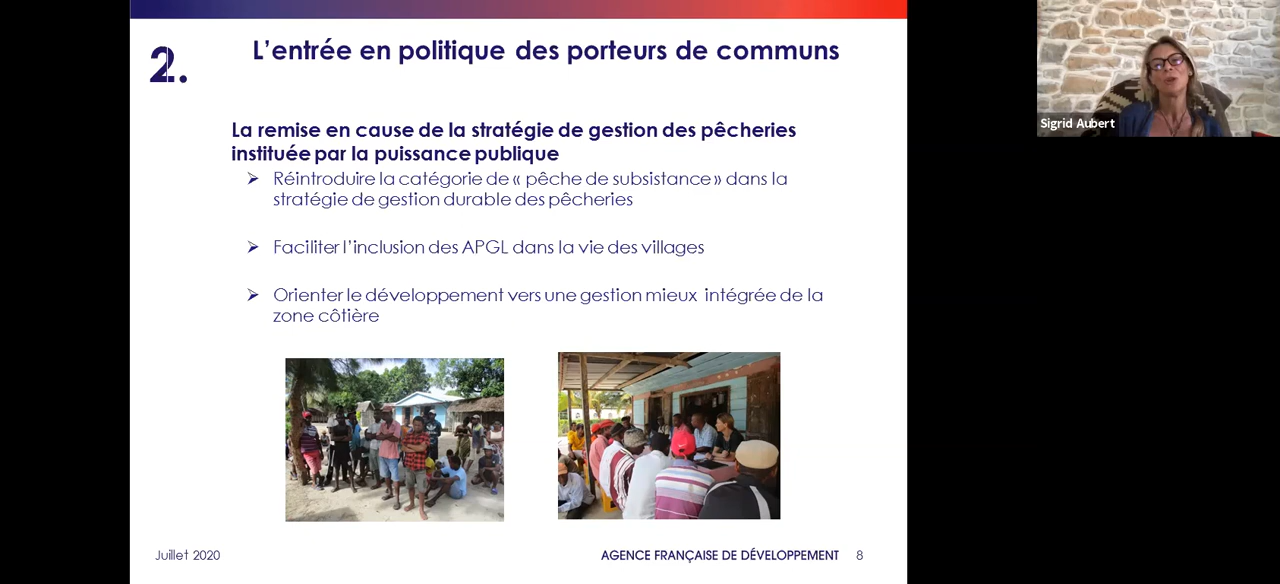 2.
L’entrée en politique des porteurs de communs
Sigrid Aubert
La remise en cause de la stratégie de gestion des pêcheries
instituée par la puissance publique
➢ Réintroduire la catégorie de « pêche de subsistance » dans la
stratégie de gestion durable des pêcheries
➢ Faciliter l’inclusion des APGL dans la vie des villages
➢ Orienter le développement vers une gestion mieux intégrée de la
zone côtière
Juillet 2020
AGENCE FRANÇAISE DE DÉVELOPPEMENT 8